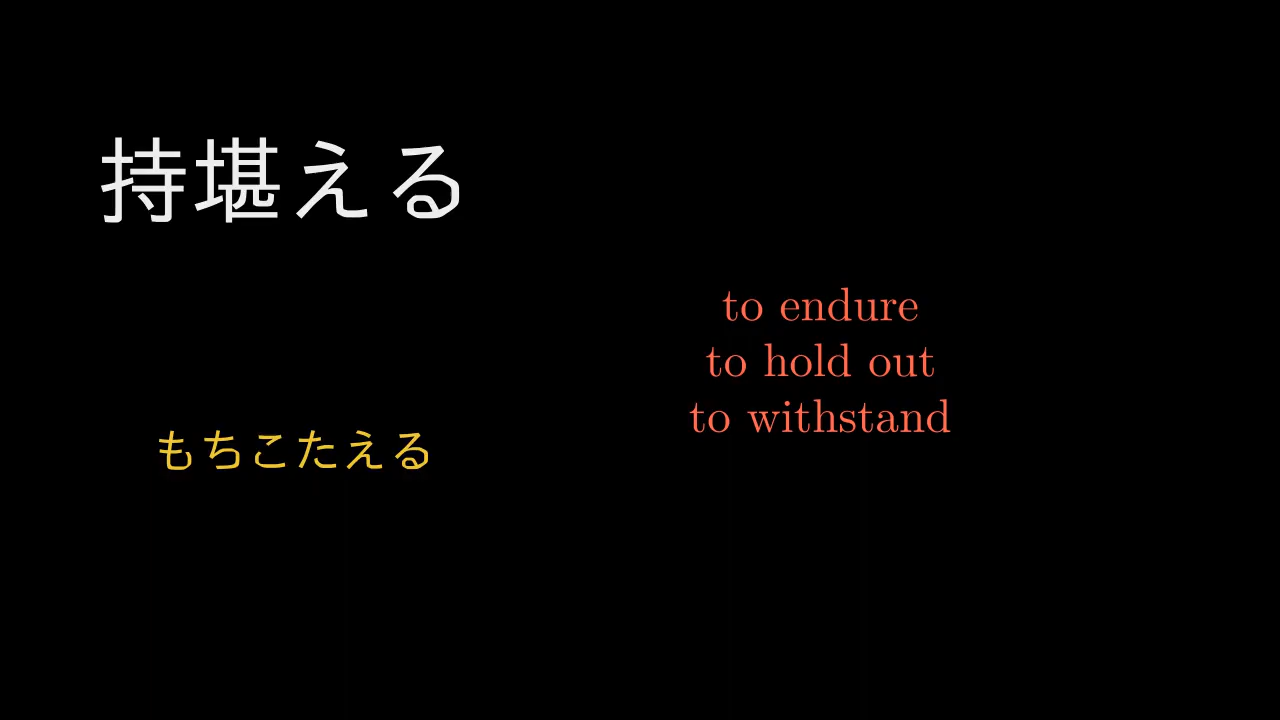 持堪える
to endure
to hold out
to withstand
もちこたえる